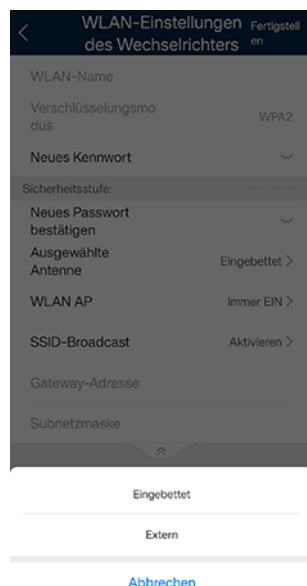 WLAN-Einstellungen
des Wechselrichters
Fertigstell
en
WLAN-Name
Verschlüsselungsmo
dus
WPA2
Neues Kennwort
Sicherheitsstufe:
Neues Passwort
bestätigen
Ausgewählte
Antenne
Eingebettet >
WLAN AP
Immer EIN >
SSID-Broadcast
Aktivieren >
Gateway-Adresse
Subnetzmaske
Eingebettet
Extern
Abbrechen